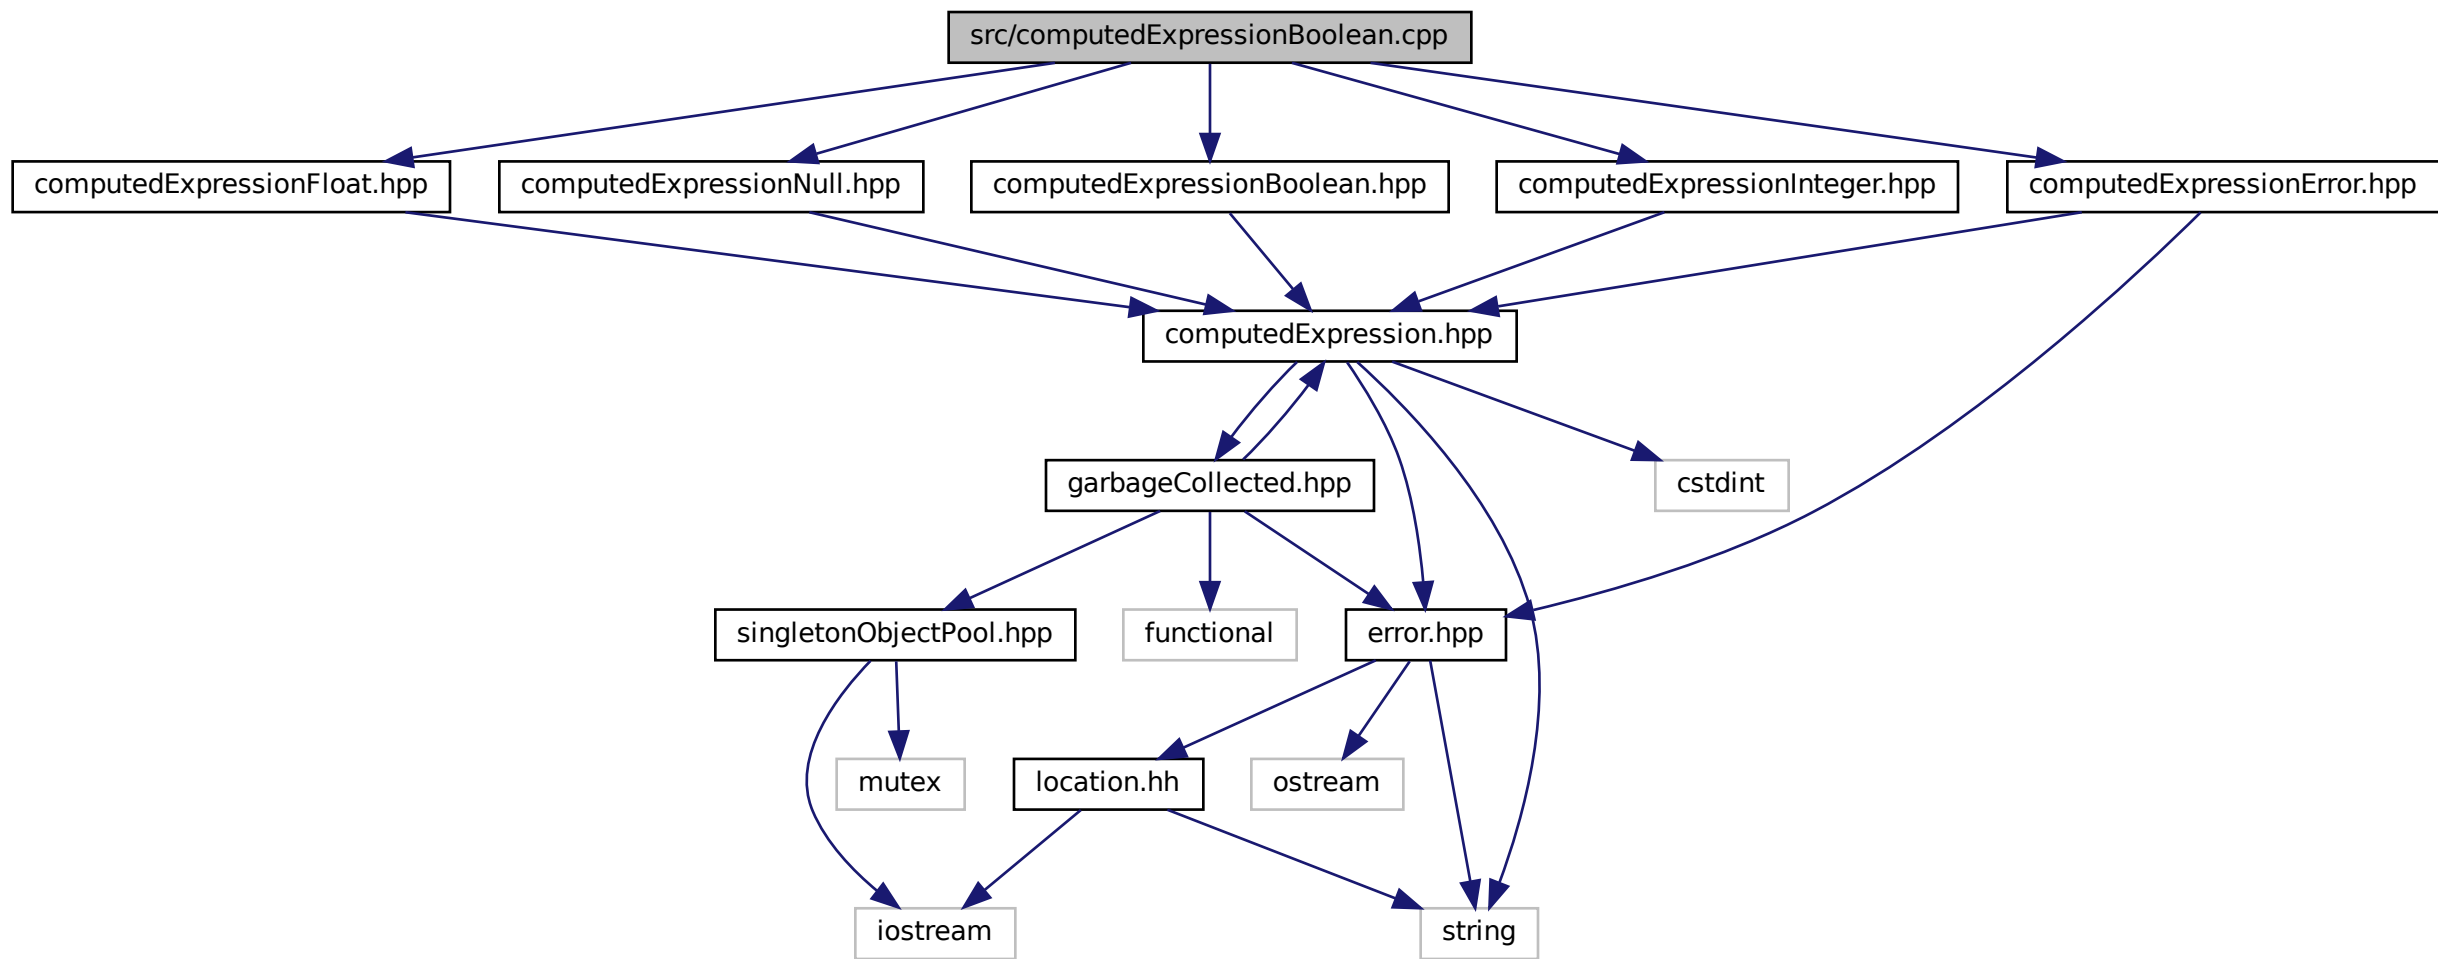 src/computedExpressionBoolean.cpp
computedExpressionFloat.hpp
computedExpressionNull.hpp
computedExpressionBoolean.hpp
computedExpressionInteger.hpp
computedExpressionError.hpp
computedExpression.hpp
garbageCollected.hpp
cstdint
singletonObjectPool.hpp
functional
error.hpp
mutex
location.hh
ostream
iostream
string